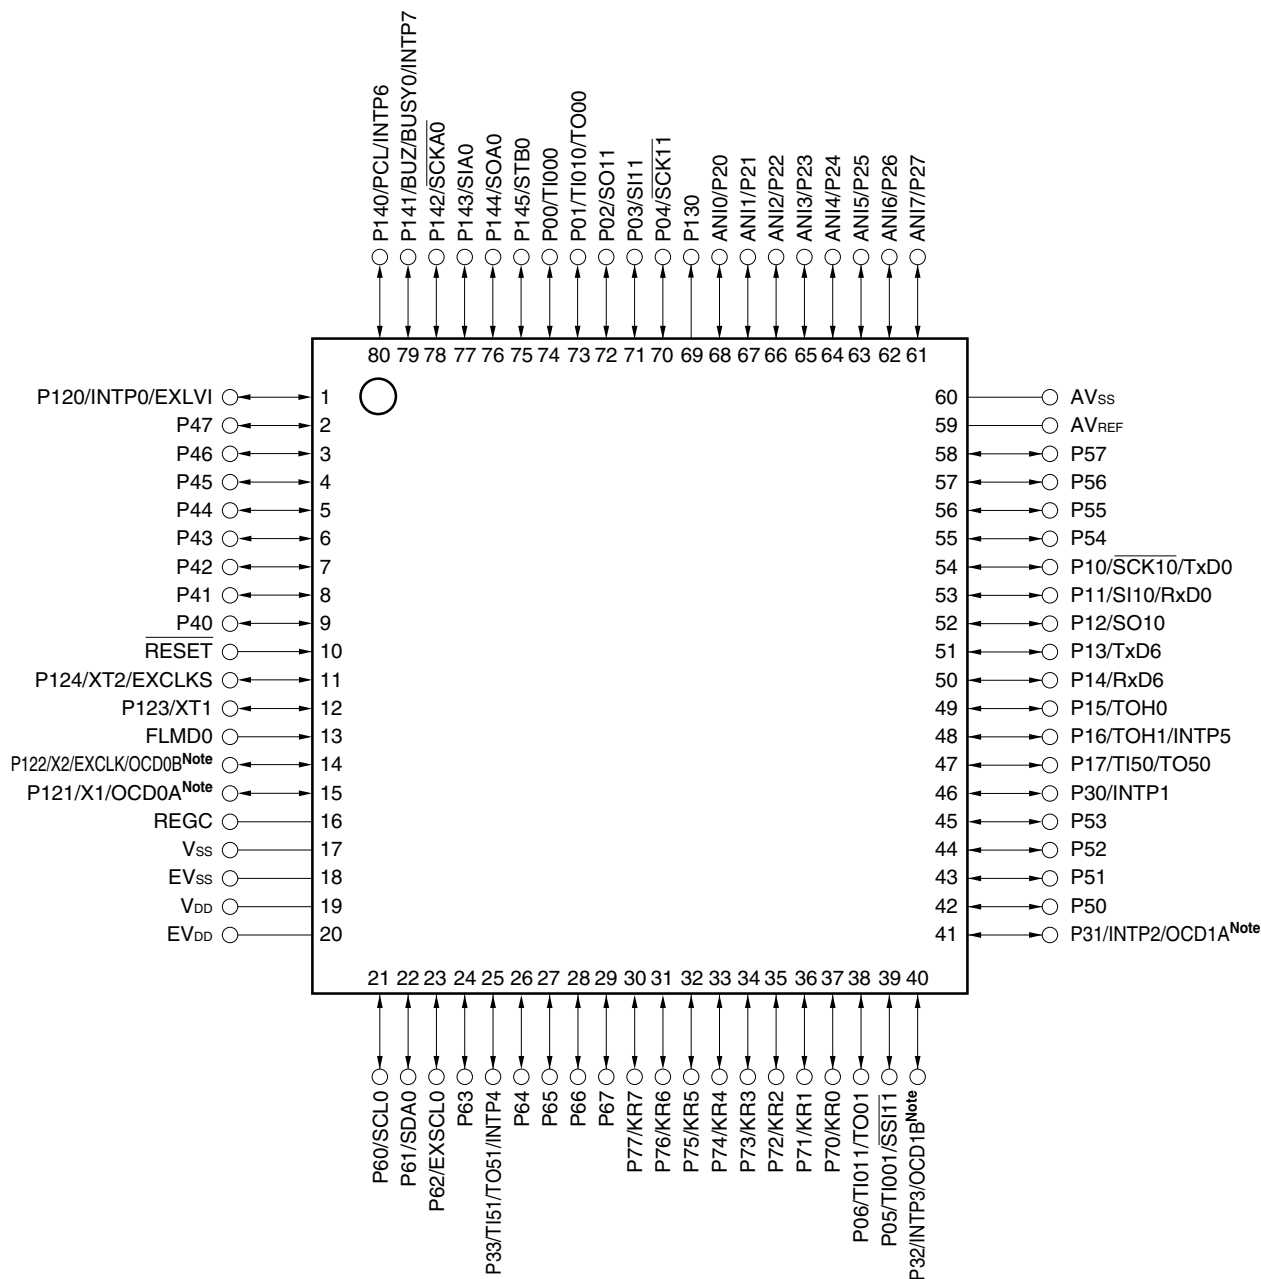 P140/PCL/INTP6
P141/BUZ/BUSY0/INTP7
P142/SCKA0
P143/SIA0
P144/SOA0
P145/STB0
P00/TI000
P01/TI010/TO00
P02/SO11
P03/SI11
P04/SCK11
P130
ANI0/P20
ANI1/P21
ANI2/P22
ANI3/P23
ANI4/P24
ANI5/P25
ANI6/P26
ANI7/P27
80 79 78 77 76 75 74 73 72 71 70 69 68 67 66 65 64 63 62 61
P120/INTP0/EXLVI 1
P47 2
P46 3
P45 4
P44 5
P43 6
P42 7
P41 8
P40 9
RESET 10
P124/XT2/EXCLKS 11
P123/XT1 12
FLMD0 13
P122/X2/EXCLK/OCD0BNote 14
P121/X1/OCD0ANote 15
REGC 16
VSS 17
EVSS 18
VDD 19
EVDD 20
60 AVSS
59 AVREF
58 P57
57 P56
56 P55
55 P54
54 P10/SCK10/TxD0
53 P11/SI10/RxD0
52 P12/SO10
51 P13/TxD6
50 P14/RxD6
49 P15/TOH0
48 P16/TOH1/INTP5
47 P17/TI50/TO50
46 P30/INTP1
45 P53
44 P52
43 P51
42 P50
41 P31/INTP2/OCD1ANote
21 22 23 24 25 26 27 28 29 30 31 32 33 34 35 36 37 38 39 40
P60/SCL0
P61/SDA0
P62/EXSCL0
P63
P33/TI51/TO51/INTP4
P64
P65
P66
P67
P77/KR7
P76/KR6
P75/KR5
P74/KR4
P73/KR3
P72/KR2
P71/KR1
P70/KR0
P06/TI011/TO01
P05/TI001/SSI11
P32/INTP3/OCD1BNote